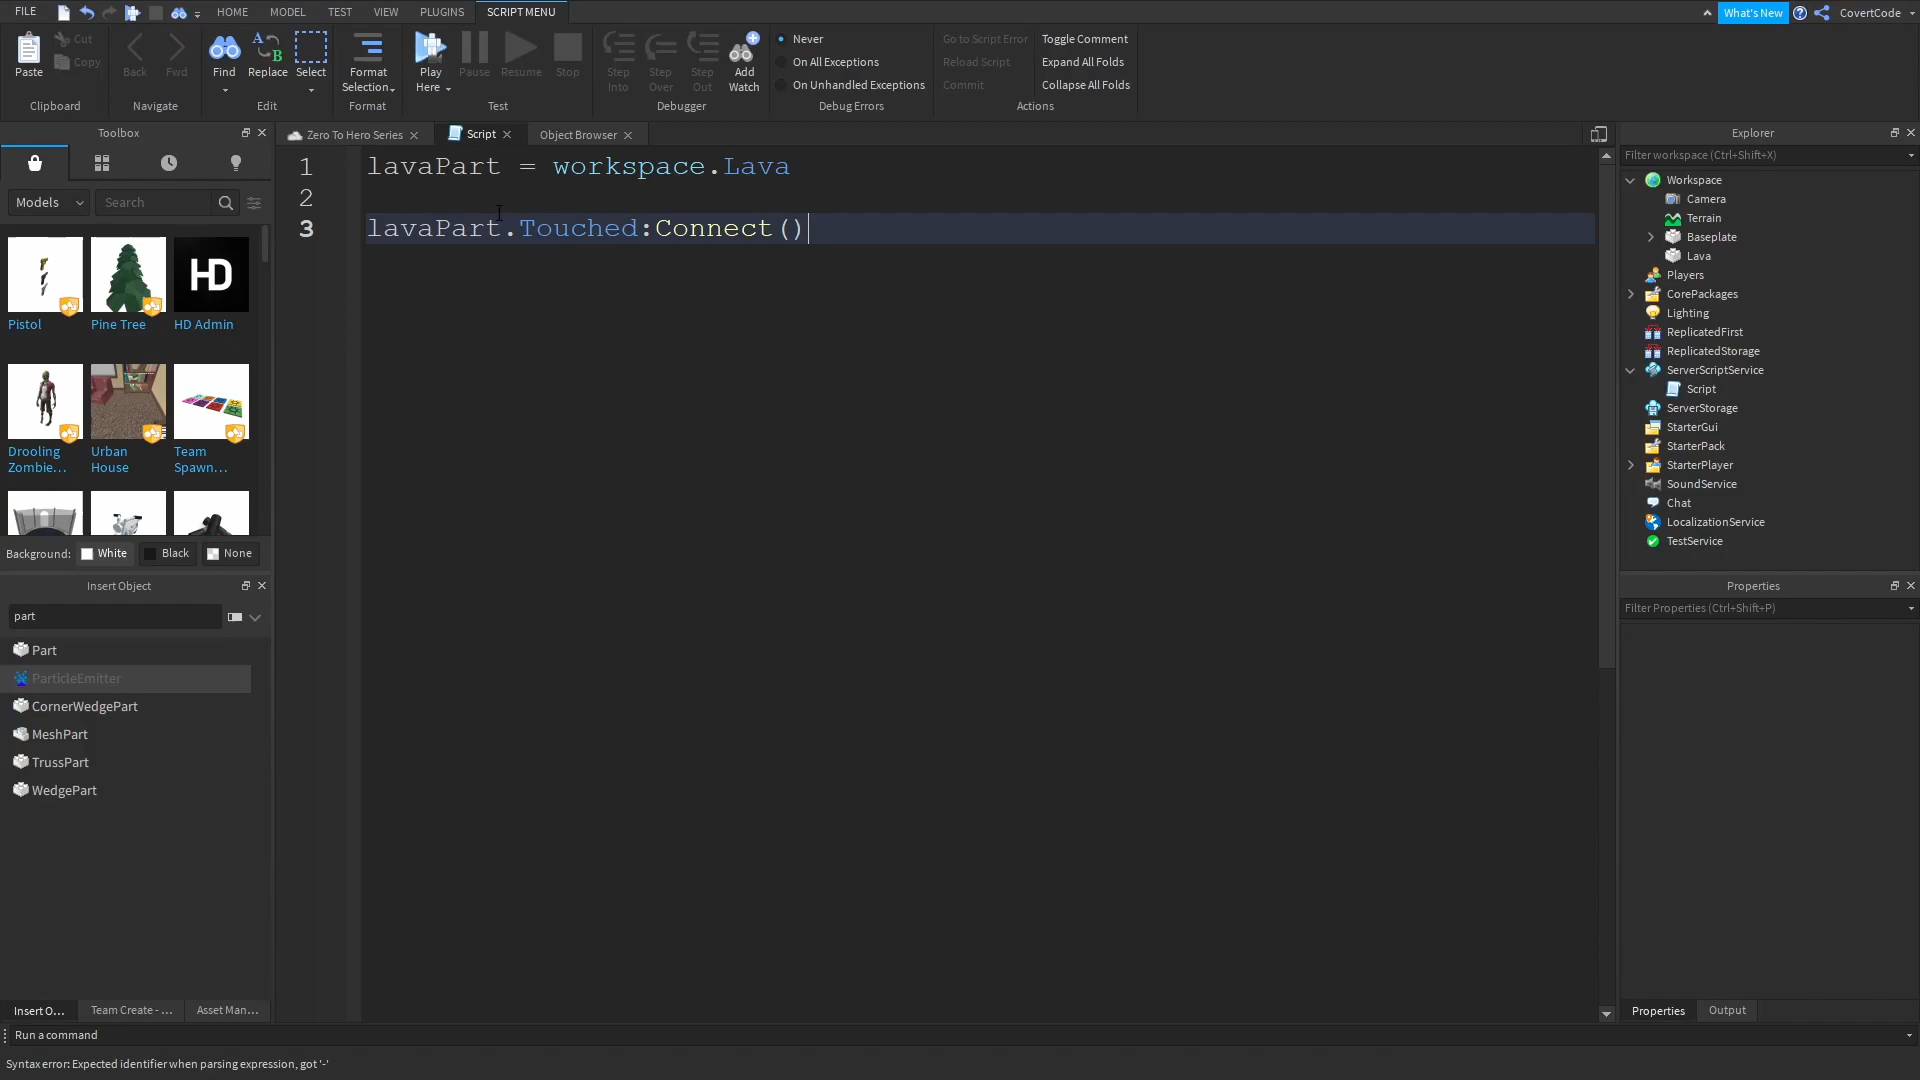 FILE HOME MODEL TEST VIEW PLUGINS SCRIPT MENU What's New CovertCode
Paste Cut Copy Clipboard
Back Fwd Navigate
Find Replace Select Edit
Format Selection Format
Play Here Pause Resume Stop Test
Step Into Step Over Step Out Add Watch Debugger
Never
On All Exceptions
On Unhandled Exceptions
Debug Errors
Go to Script Error Toggle Comment
Reload Script Expand All Folds
Commit Collapse All Folds
Actions
Toolbox
Models Search
HD
Pistol Pine Tree HD Admin
Drooling Zombie... Urban House Team Spawn...
Background: White Black None
Insert Object
part
Part
ParticleEmitter
CornerWedgePart
MeshPart
TrussPart
WedgePart
Insert O... Team Create - ... Asset Man...
Zero To Hero Series Script Object Browser
1 lavaPart = workspace.Lava
2
3 lavaPart.Touched:Connect()
Explorer
Filter workspace (Ctrl+Shift+X)
Workspace
Camera
Terrain
Baseplate
Lava
Players
CorePackages
Lighting
ReplicatedFirst
ReplicatedStorage
ServerScriptService
Script
ServerStorage
StarterGui
StarterPack
StarterPlayer
SoundService
Chat
LocalizationService
TestService
Properties
Filter Properties (Ctrl+Shift+P)
Properties Output
Run a command
Syntax error: Expected identifier when parsing expression, got '-'